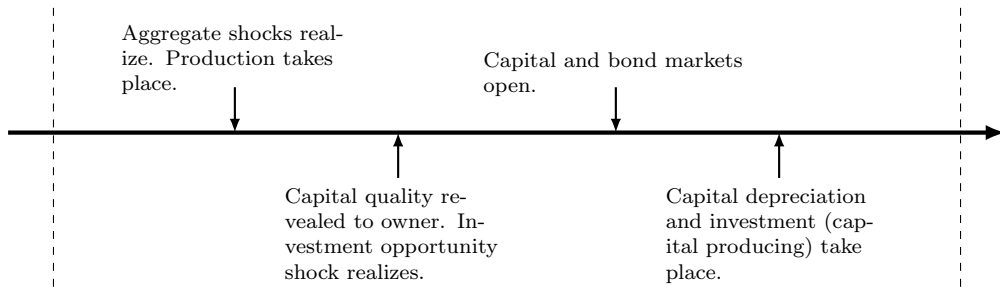 Aggregate shocks real-
ize. Production takes
place.
Capital and bond markets
open.
Capital quality re-
vealed to owner. In-
vestment opportunity
shock realizes.
Capital depreciation
and investment (cap-
ital producing) take
place.